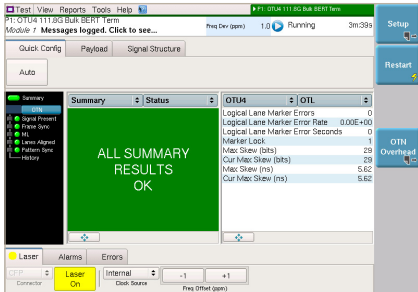 Test View Reports Tools Help
P1: OTU4 111.8G Bulk BERT Term
P1: OTU4 111.8G Bulk BERT Term
Module 1 Messages logged. Click to see...
Freq Dev (ppm) 1.0 Running 3m:39s
Setup
Quick Config Payload Signal Structure
Restart
Auto
Summary
OTN
Signal Present
Frame Sync
ML
Lanes Aligned
Pattern Sync
History
Summary Status
ALL SUMMARY
RESULTS
OK
OTU4 OTL
Logical Lane Marker Errors 0
Logical Lane Marker Error Rate 0.00E+00
Logical Lane Marker Error Seconds 0
Marker Lock 1
Max Skew (bits) 29
Cur Max Skew (bits) 29
Max Skew (ns) 5.62
Cur Max Skew (ns) 5.62
OTN
Overhead
Laser Alarms Errors
CFP
Connector
Laser
On
Internal
Clock Source
-1 +1
Freq Offset (ppm)